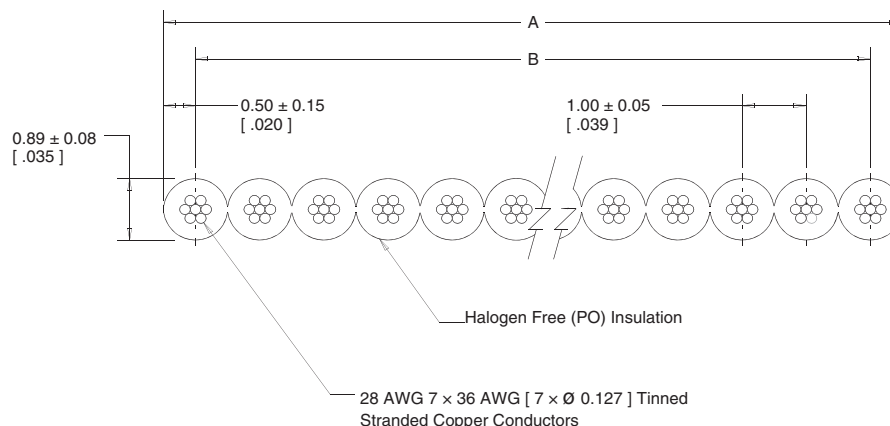 A
B
0.50 ± 0.15
[ .020 ]
1.00 ± 0.05
[ .039 ]
0.89 ± 0.08
[ .035 ]
Halogen Free (PO) Insulation
28 AWG 7 × 36 AWG [ 7 × Ø 0.127 ] Tinned
Stranded Copper Conductors